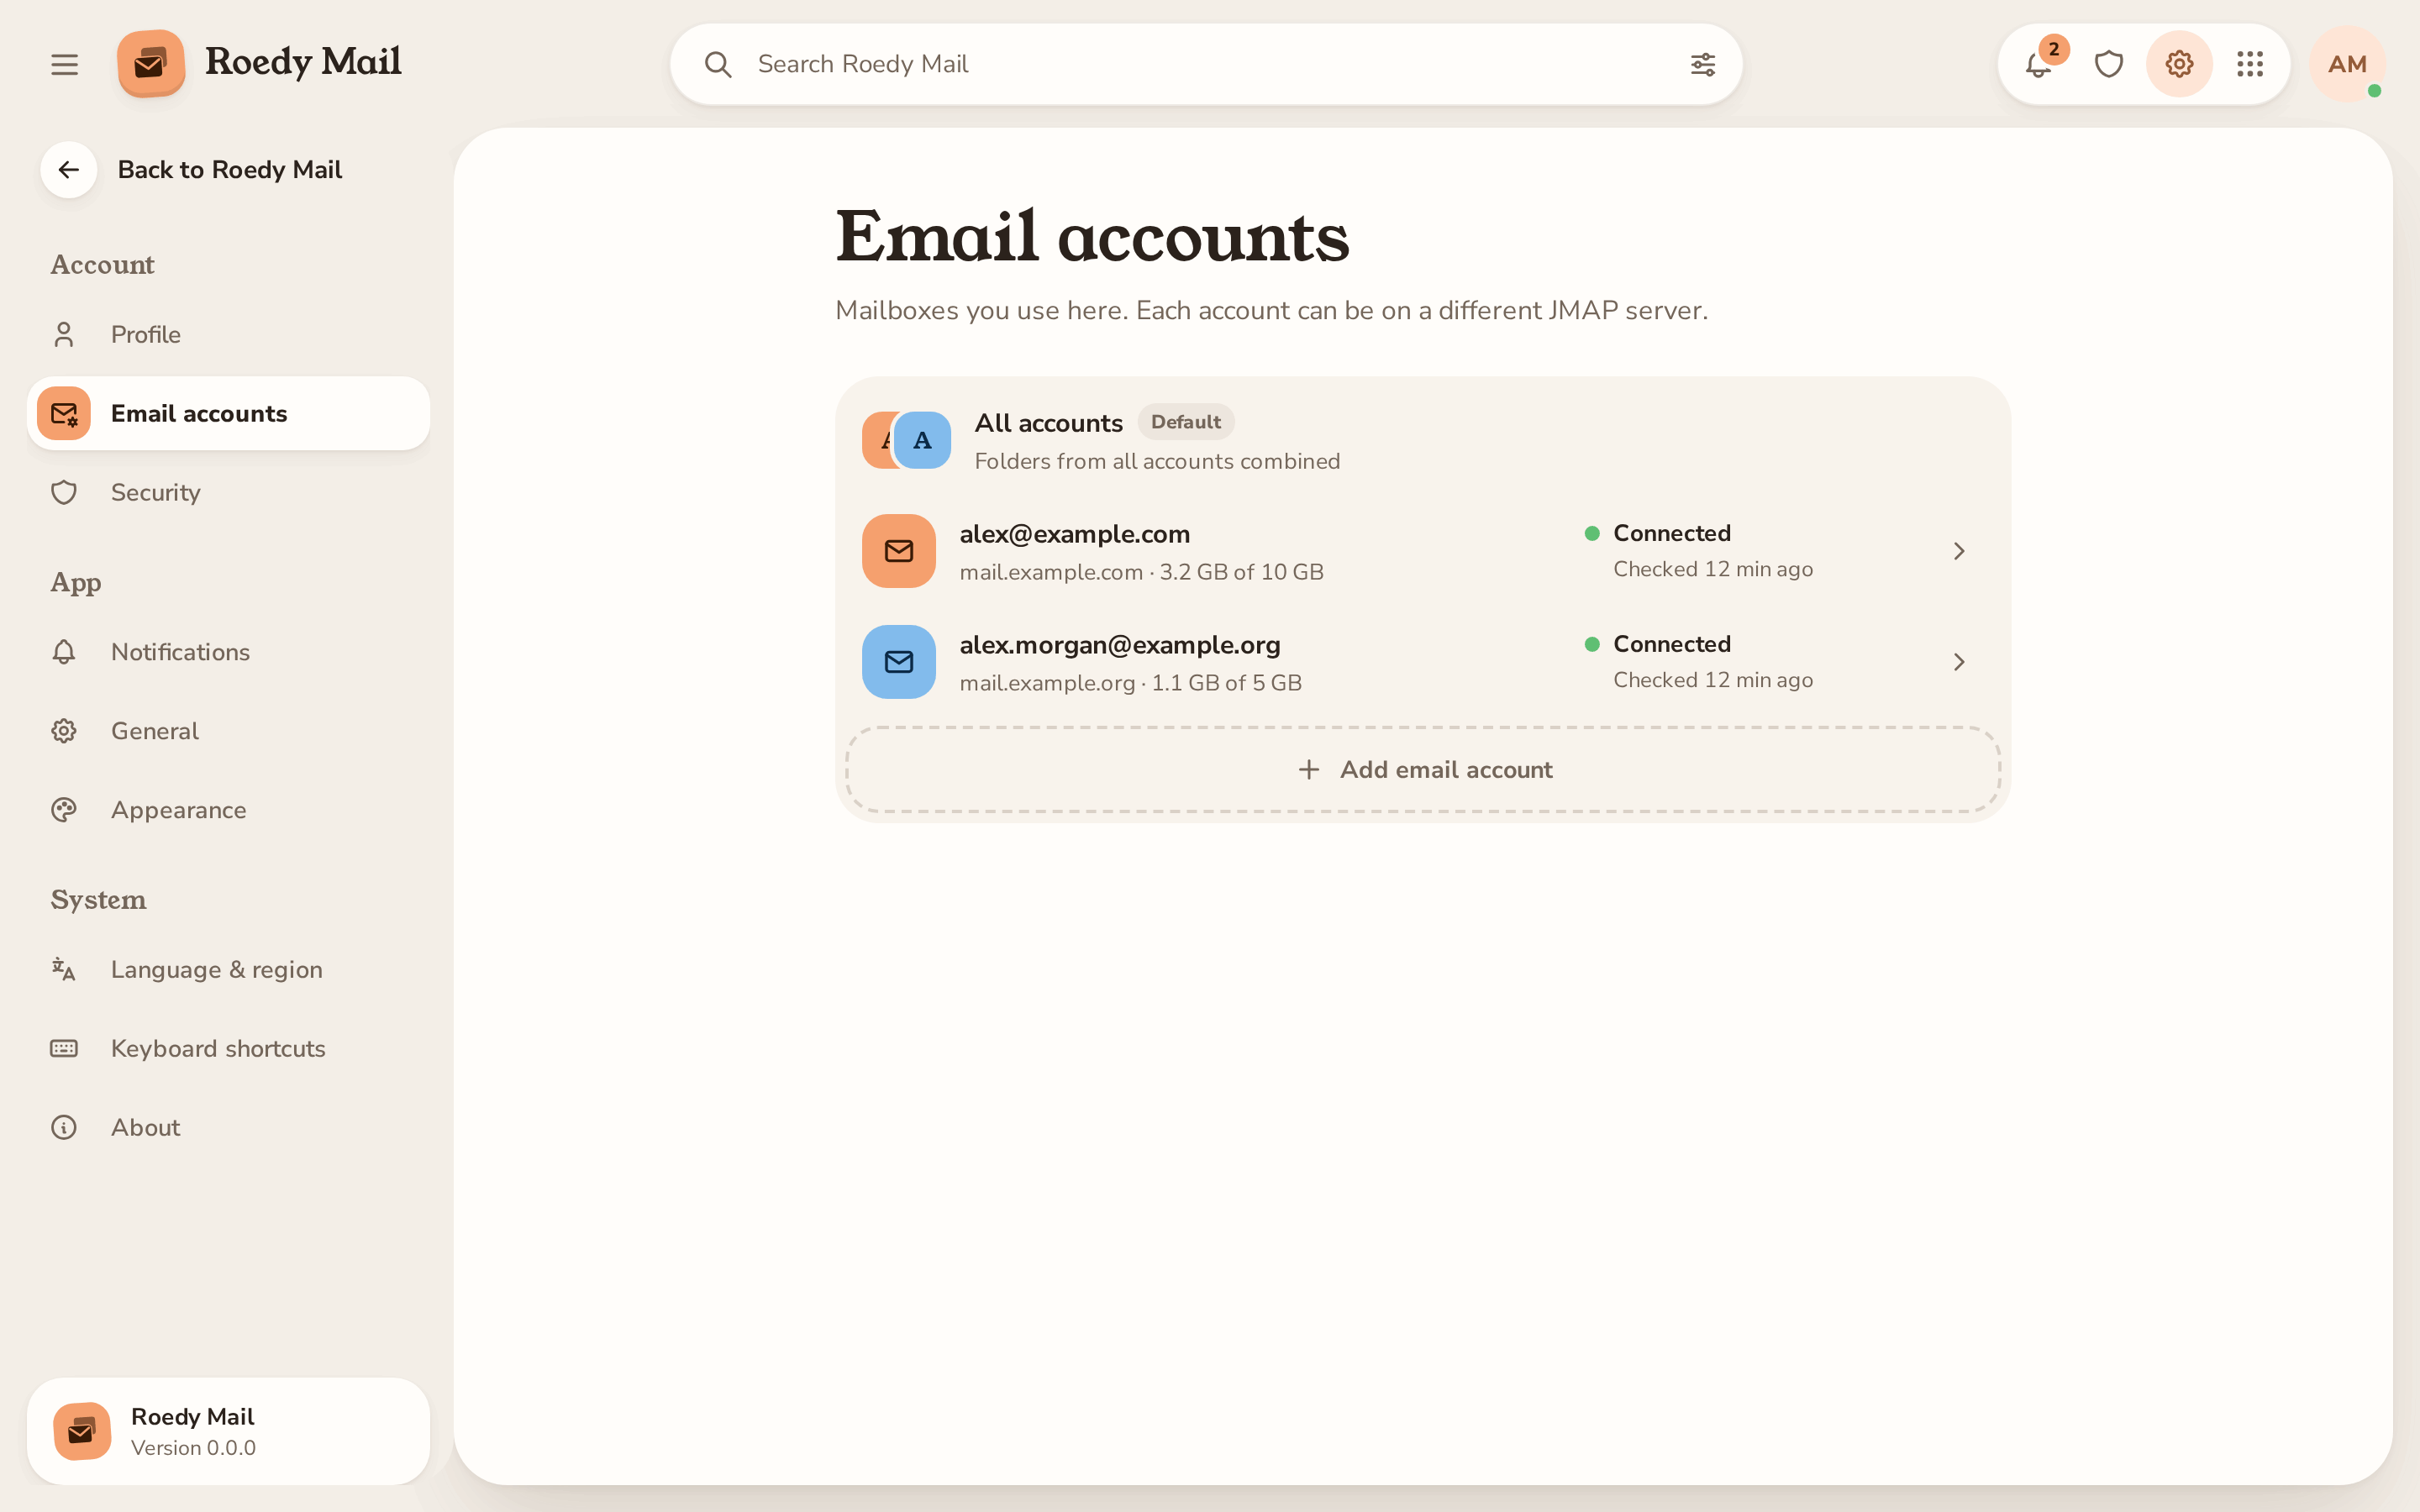 Roedy Mail
Search Roedy Mail
2
AM
Back to Roedy Mail
Account
Profile
Email accounts
Security
App
Notifications
General
Appearance
System
Language & region
Keyboard shortcuts
About
Roedy Mail
Version 0.0.0
Email accounts
Mailboxes you use here. Each account can be on a different JMAP server.
A
All accounts
Default
Folders from all accounts combined
alex@example.com
mail.example.com · 3.2 GB of 10 GB
Connected
Checked 12 min ago
alex.morgan@example.org
mail.example.org · 1.1 GB of 5 GB
Connected
Checked 12 min ago
Add email account